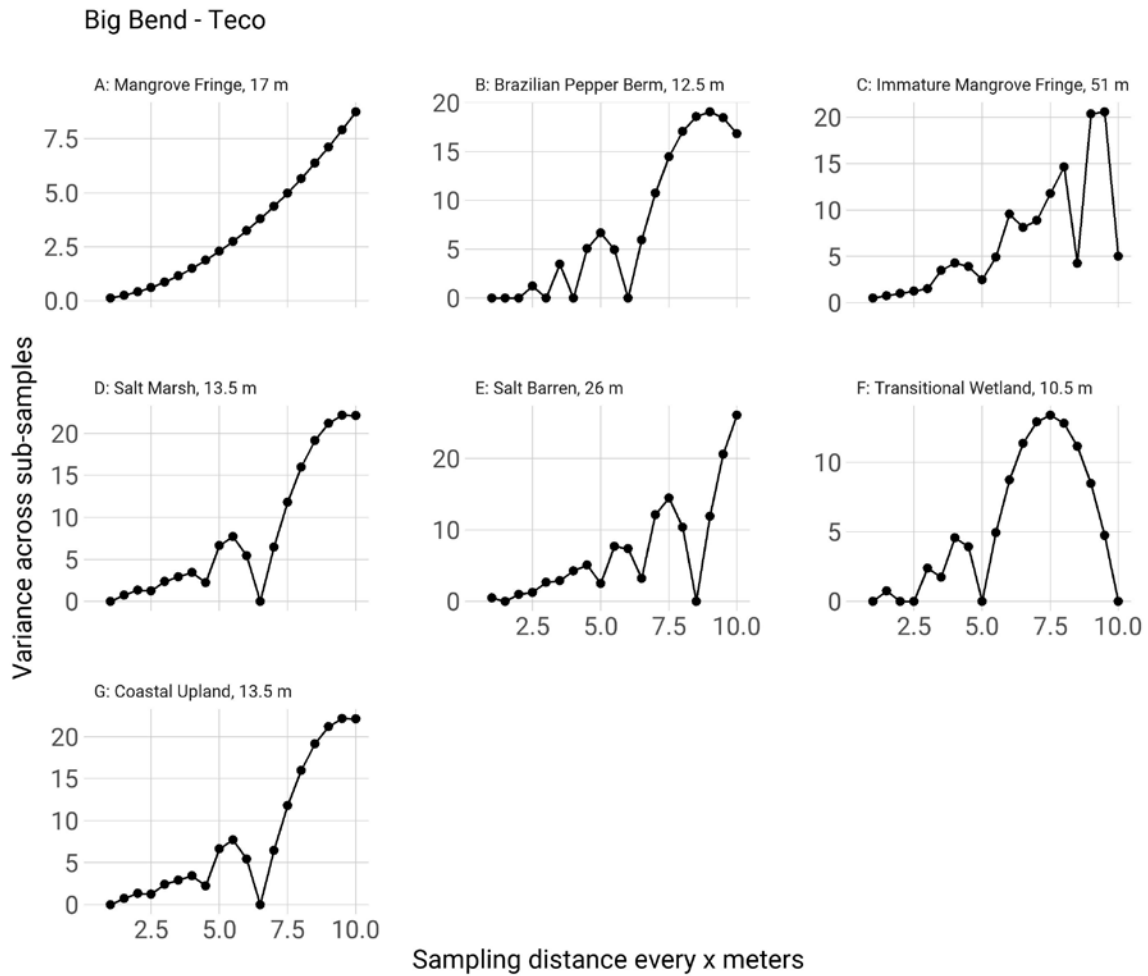 Big Bend - Teco
A: Mangrove Fringe, 17 m
B: Brazilian Pepper Berm, 12.5 m
C: Immature Mangrove Fringe, 51 m
7.5
5.0
2.5
0.0
20
15
10
5
0
20
15
10
5
0
Variance across sub-samples
D: Salt Marsh, 13.5 m
E: Salt Barren, 26 m
F: Transitional Wetland, 10.5 m
20
15
10
5
0
20
10
0
10
5
0
2.5 5.0 7.5 10.0
2.5 5.0 7.5 10.0
G: Coastal Upland, 13.5 m
20
15
10
5
0
2.5 5.0 7.5 10.0
Sampling distance every x meters